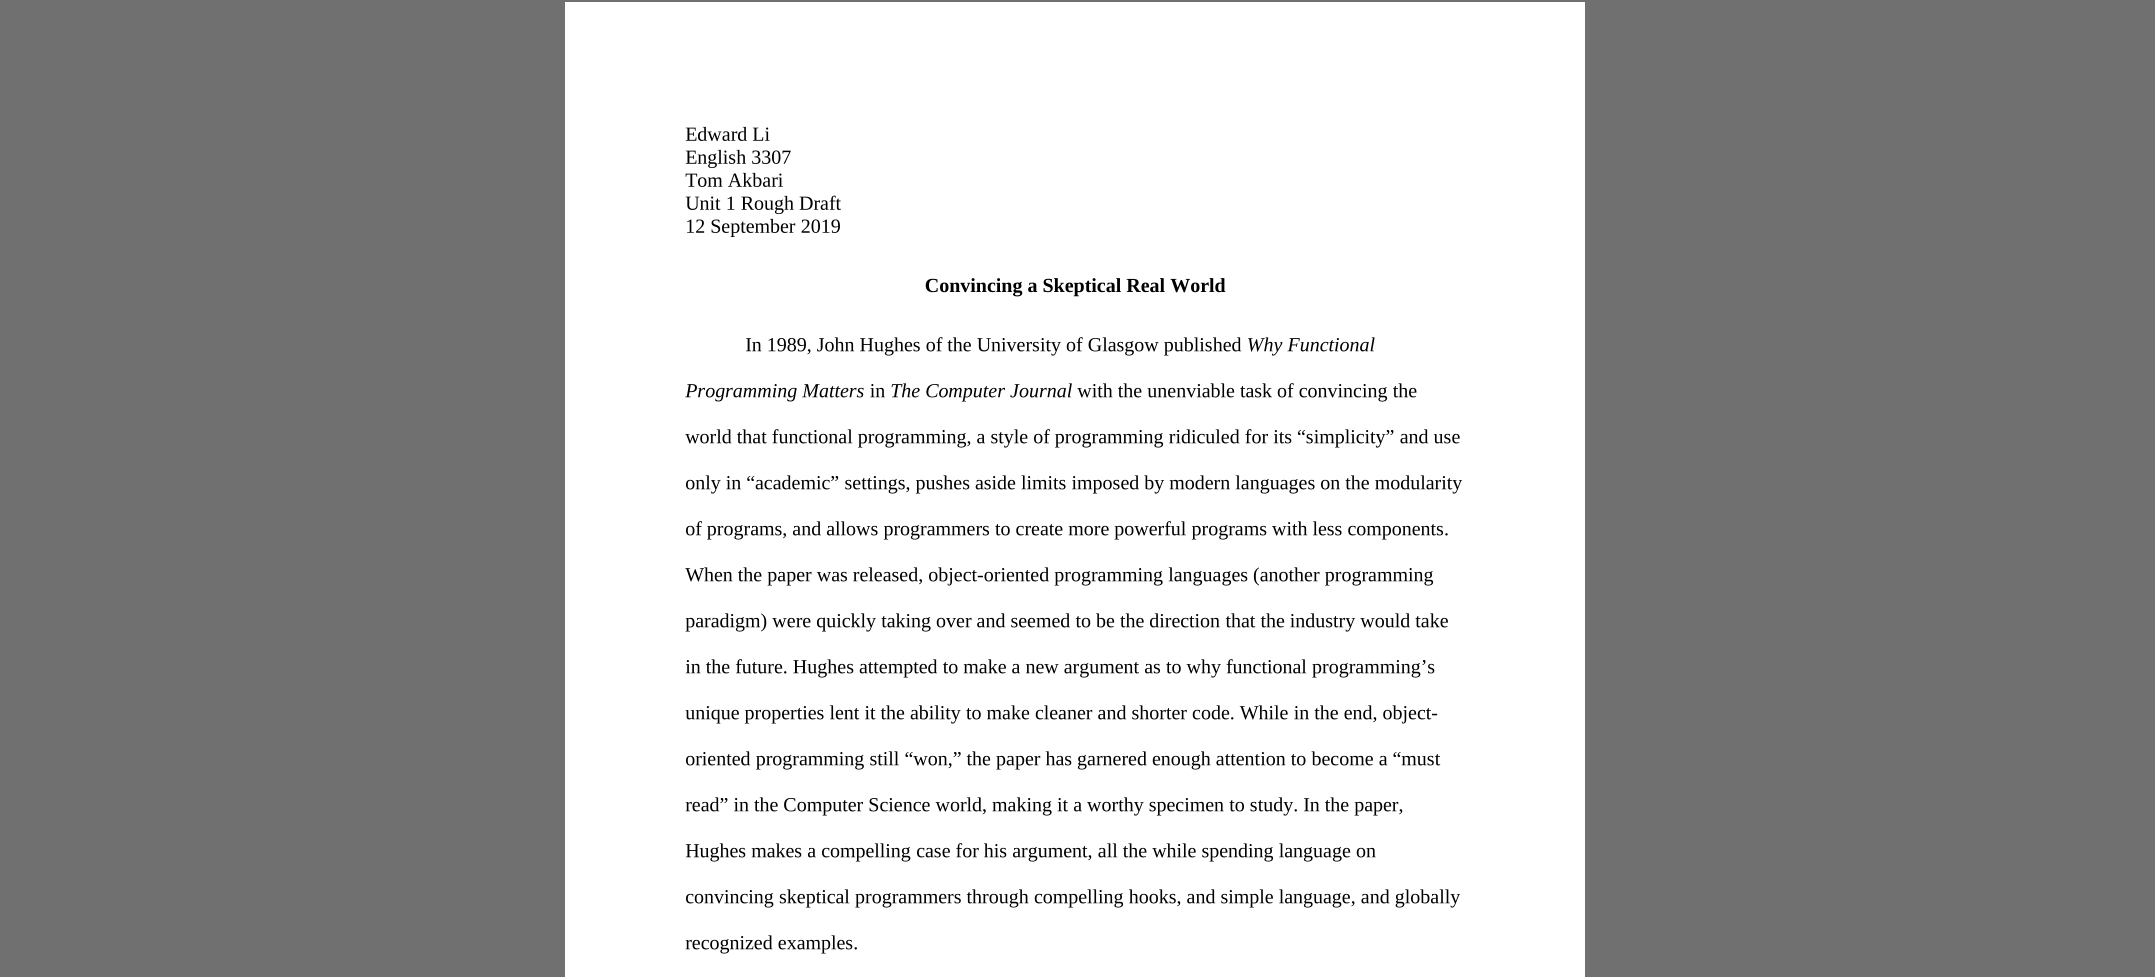 Edward Li
English 3307
Tom Akbari
Unit 1 Rough Draft
12 September 2019
Convincing a Skeptical Real World
In 1989, John Hughes of the University of Glasgow published Why Functional
Programming Matters in The Computer Journal with the unenviable task of convincing the
world that functional programming, a style of programming ridiculed for its “simplicity” and use
only in “academic” settings, pushes aside limits imposed by modern languages on the modularity
of programs, and allows programmers to create more powerful programs with less components.
When the paper was released, object-oriented programming languages (another programming
paradigm) were quickly taking over and seemed to be the direction that the industry would take
in the future. Hughes attempted to make a new argument as to why functional programming’s
unique properties lent it the ability to make cleaner and shorter code. While in the end, object-
oriented programming still “won,” the paper has garnered enough attention to become a “must
read” in the Computer Science world, making it a worthy specimen to study. In the paper,
Hughes makes a compelling case for his argument, all the while spending language on
convincing skeptical programmers through compelling hooks, and simple language, and globally
recognized examples.